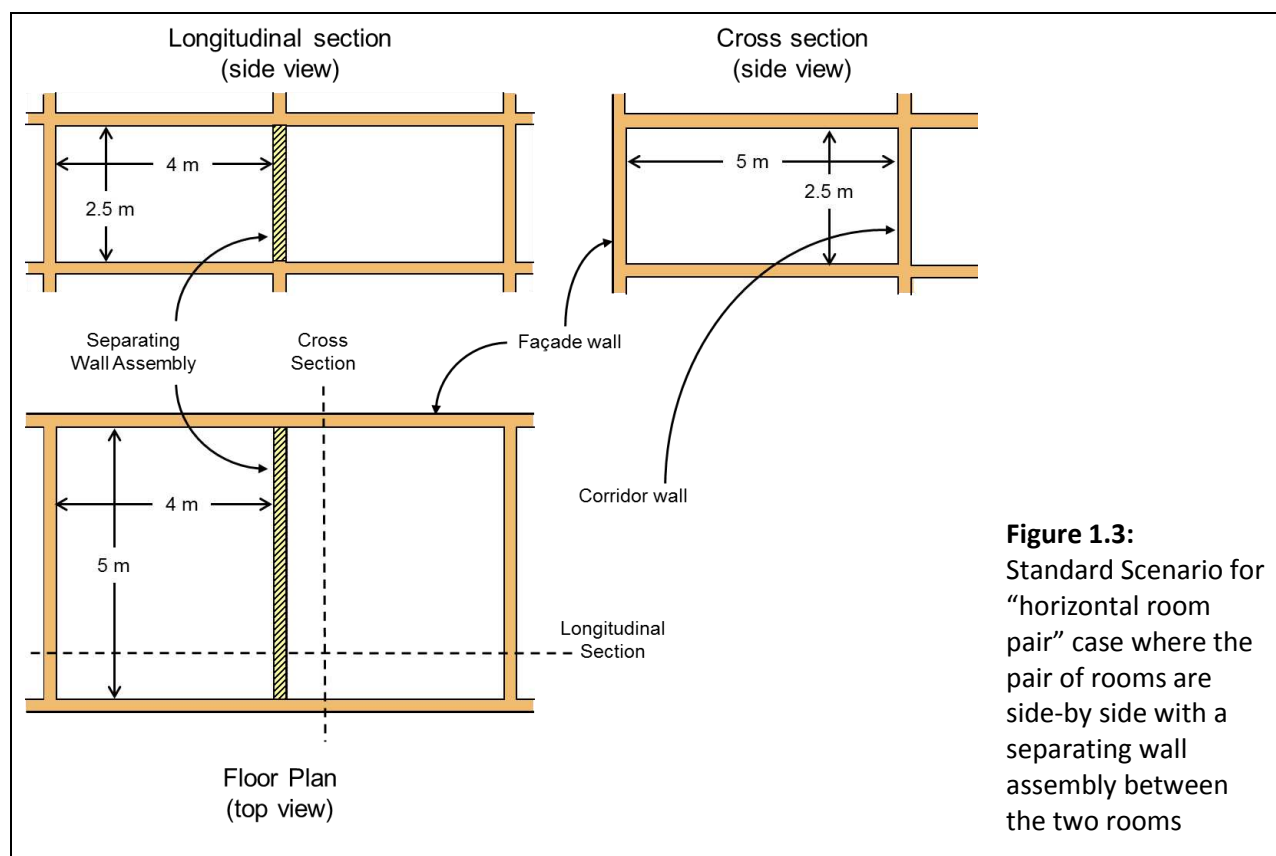 Longitudinal section
(side view)
Cross section
(side view)
4 m
2.5 m
5 m
2.5 m
Separating
Wall Assembly
Cross
Section
Façade wall
4 m
5 m
Corridor wall
Longitudinal
Section
Floor Plan
(top view)
Figure 1.3:
Standard Scenario for
“horizontal room
pair” case where the
pair of rooms are
side-by side with a
separating wall
assembly between
the two rooms